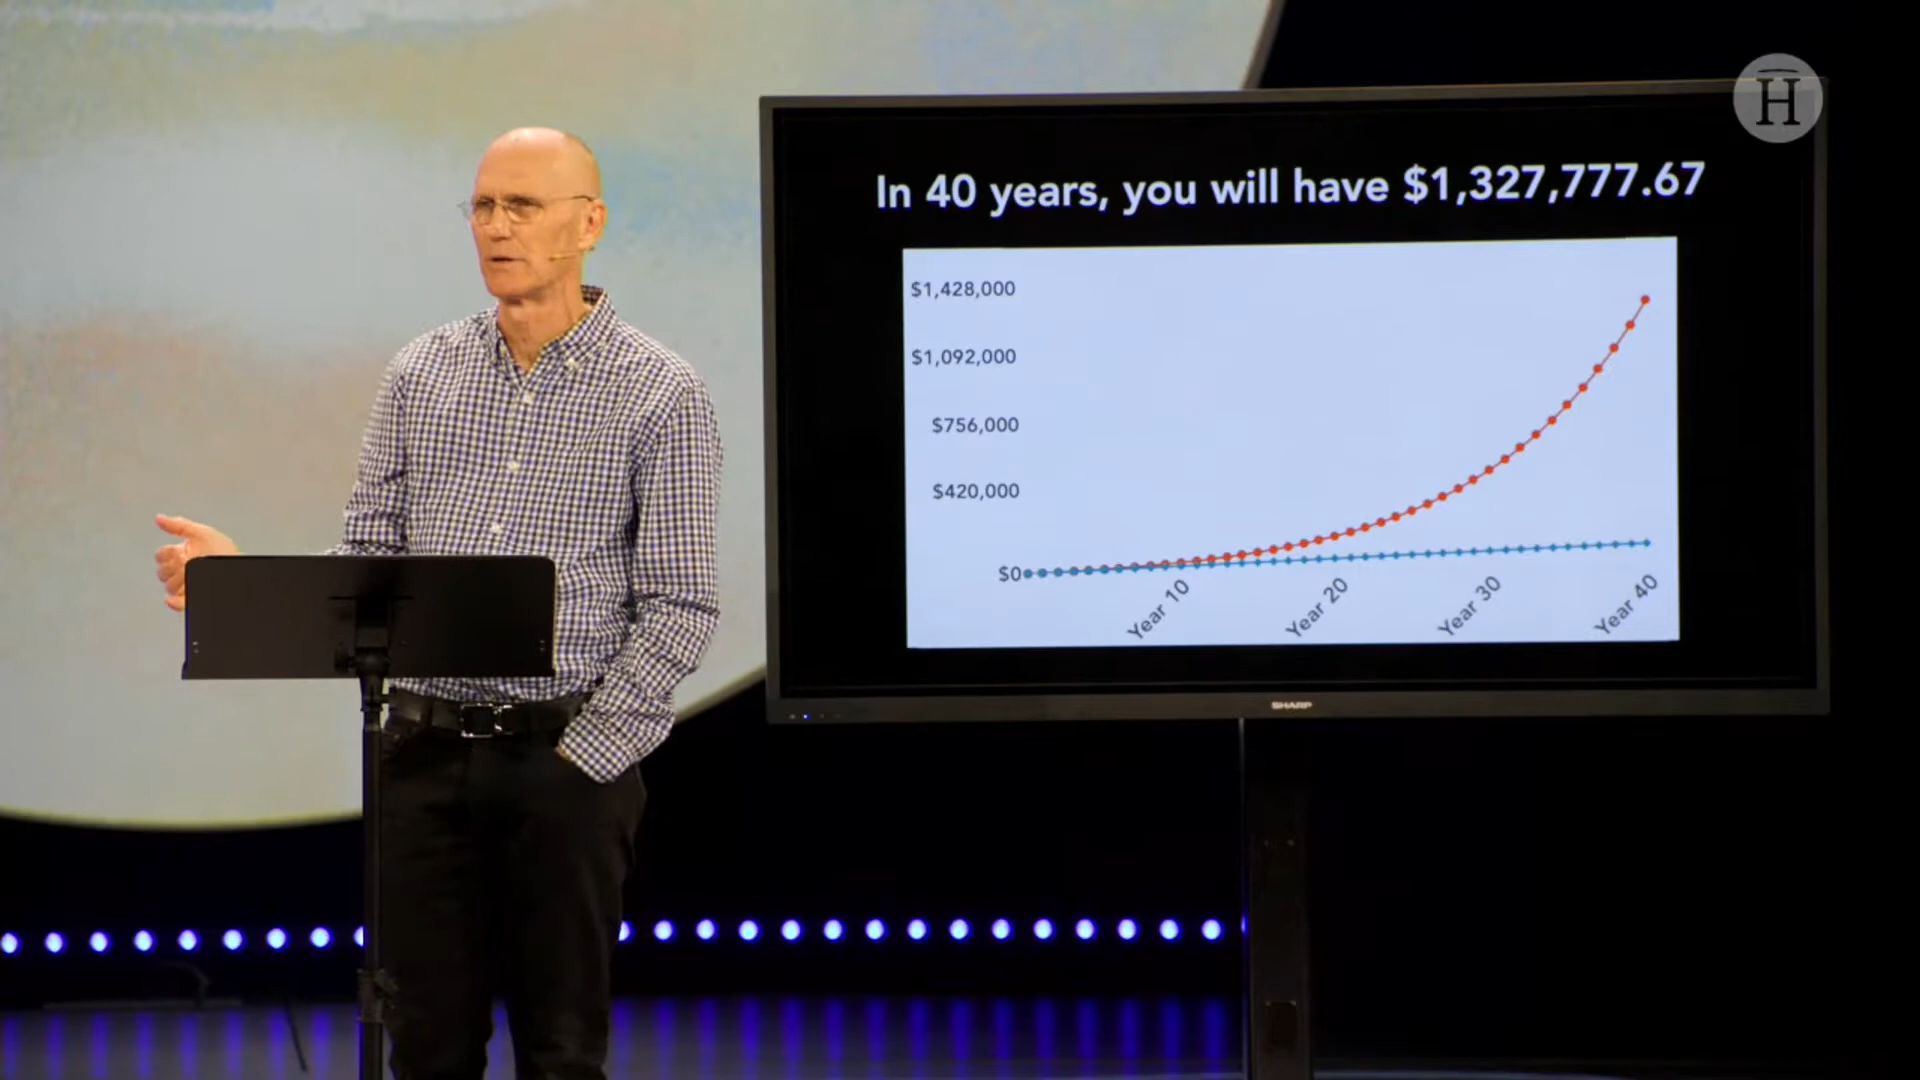 H
In 40 years, you will have $1,327,777.67
$1,428,000
$1,092,000
$756,000
$420,000
$0
Year 10
Year 20
Year 30
Year 40
SHARP